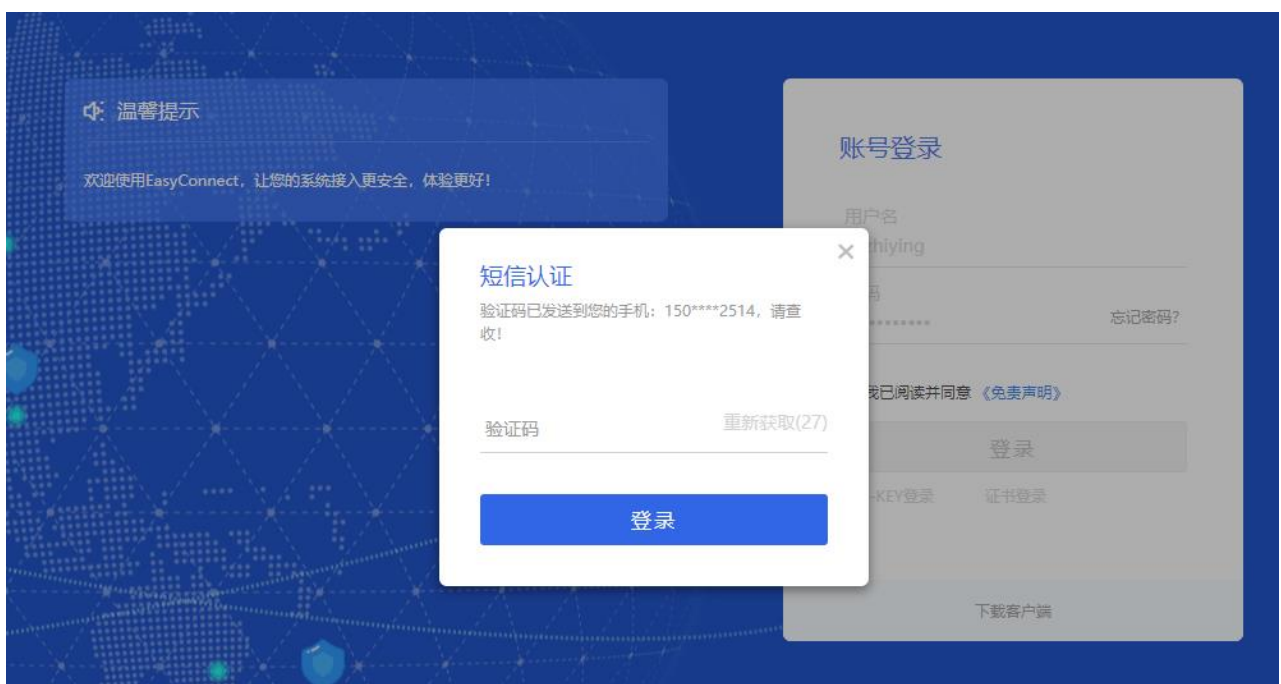 温馨提示
欢迎使用EasyConnect，让您的系统接入更安全，体验更好！
账号登录
用户名
hiying
忘记密码?
我已阅读并同意 《免责声明》
登录
-KEY登录 证书登录
下载客户端
短信认证
验证码已发送到您的手机：150****2514，请查
收！
验证码 重新获取(27)
登录